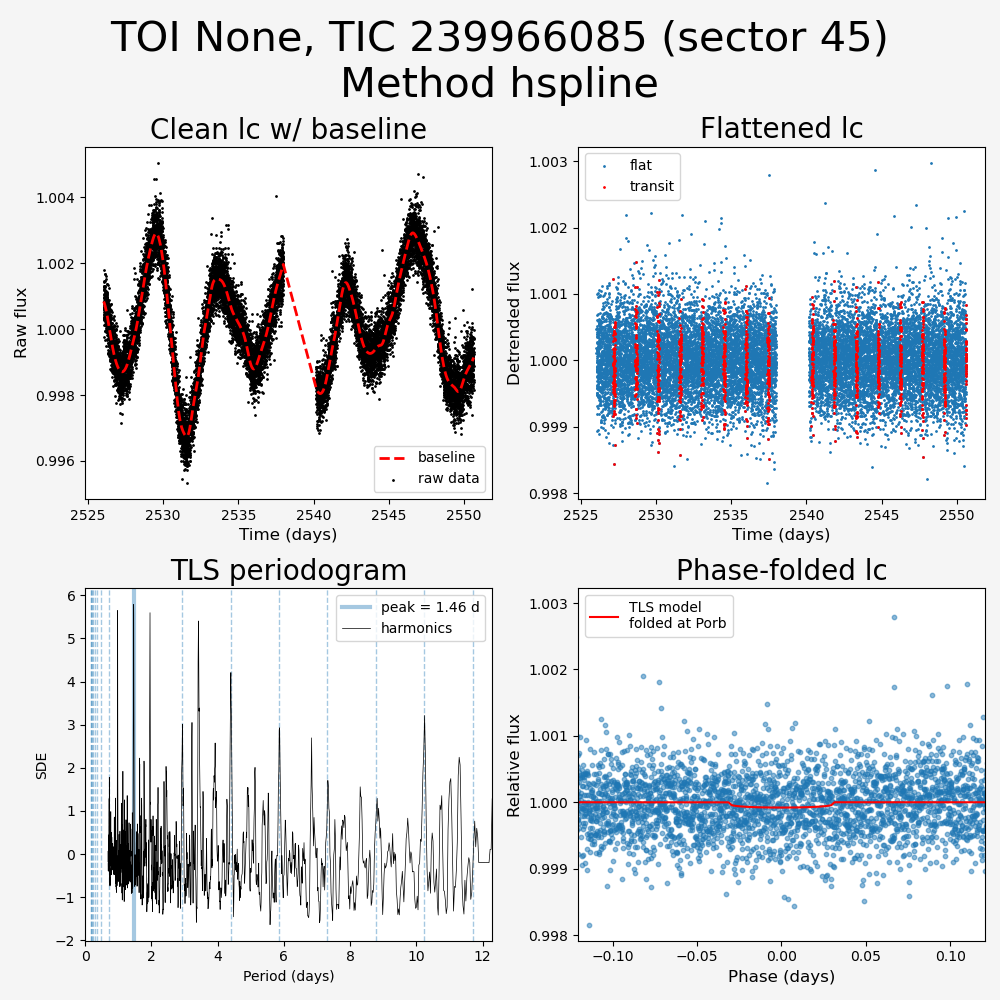 TOI None, TIC 239966085 (sector 45)
Method hspline
Clean lc w/ baseline
Raw flux
1.004
1.002
1.000
0.998
0.996
baseline
raw data
2525
2530
2535
2540
2545
2550
Time (days)
Flattened lc
Detrended flux
1.003
1.002
1.001
1.000
0.999
0.998
flat
transit
2525
2530
2535
2540
2545
2550
Time (days)
TLS periodogram
SDE
6
5
4
3
2
1
0
−1
−2
peak = 1.46 d
harmonics
0
2
4
6
8
10
12
Period (days)
Phase-folded lc
Relative flux
1.003
1.002
1.001
1.000
0.999
0.998
TLS model
folded at Porb
−0.10
−0.05
0.00
0.05
0.10
Phase (days)